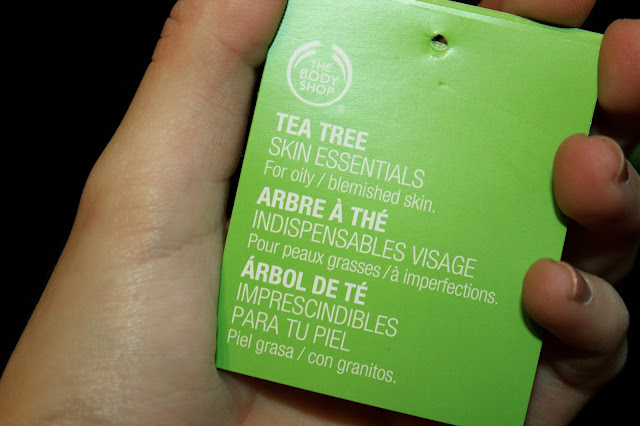 THE
BODY
SHOP
®
TEA TREE
SKIN ESSENTIALS
For oily / blemished skin.
ARBRE À THÉ
INDISPENSABLES VISAGE
Pour peaux grasses /à imperfections.
ÁRBOL DE TÉ
IMPRESCINDIBLES
PARA TU PIEL
Piel grasa / con granitos.